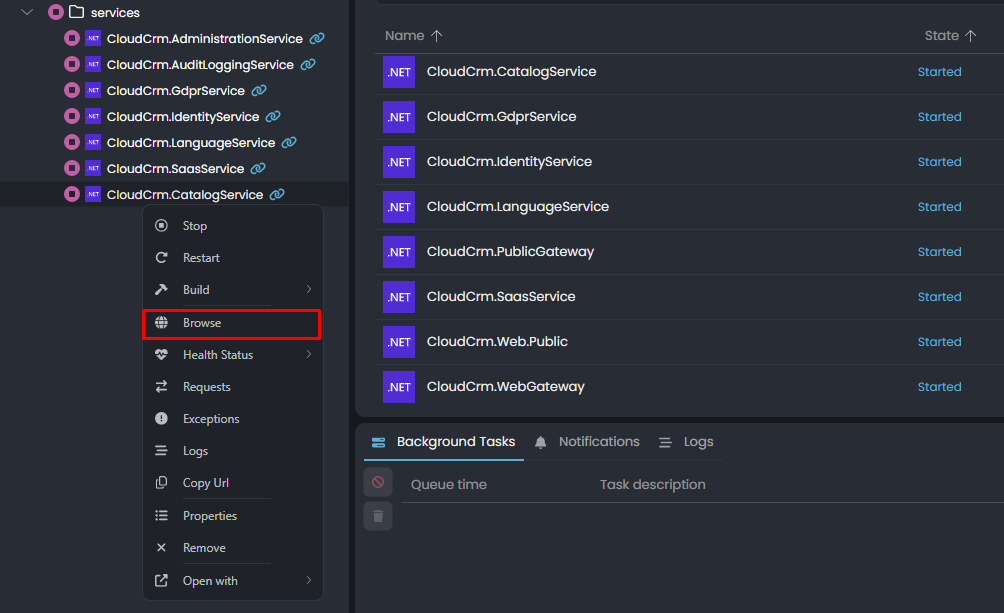 services
.NET CloudCrm.AdministrationService
.NET CloudCrm.AuditLoggingService
.NET CloudCrm.GdprService
.NET CloudCrm.IdentityService
.NET CloudCrm.LanguageService
.NET CloudCrm.SaasService
.NET CloudCrm.CatalogService
Stop
Restart
Build
Browse
Health Status
Requests
Exceptions
Logs
Copy Url
Properties
Remove
Open with
Name State
.NET CloudCrm.CatalogService Started
.NET CloudCrm.GdprService Started
.NET CloudCrm.IdentityService Started
.NET CloudCrm.LanguageService Started
.NET CloudCrm.PublicGateway Started
.NET CloudCrm.SaasService Started
.NET CloudCrm.Web.Public Started
.NET CloudCrm.WebGateway Started
Background Tasks Notifications Logs
Queue time Task description